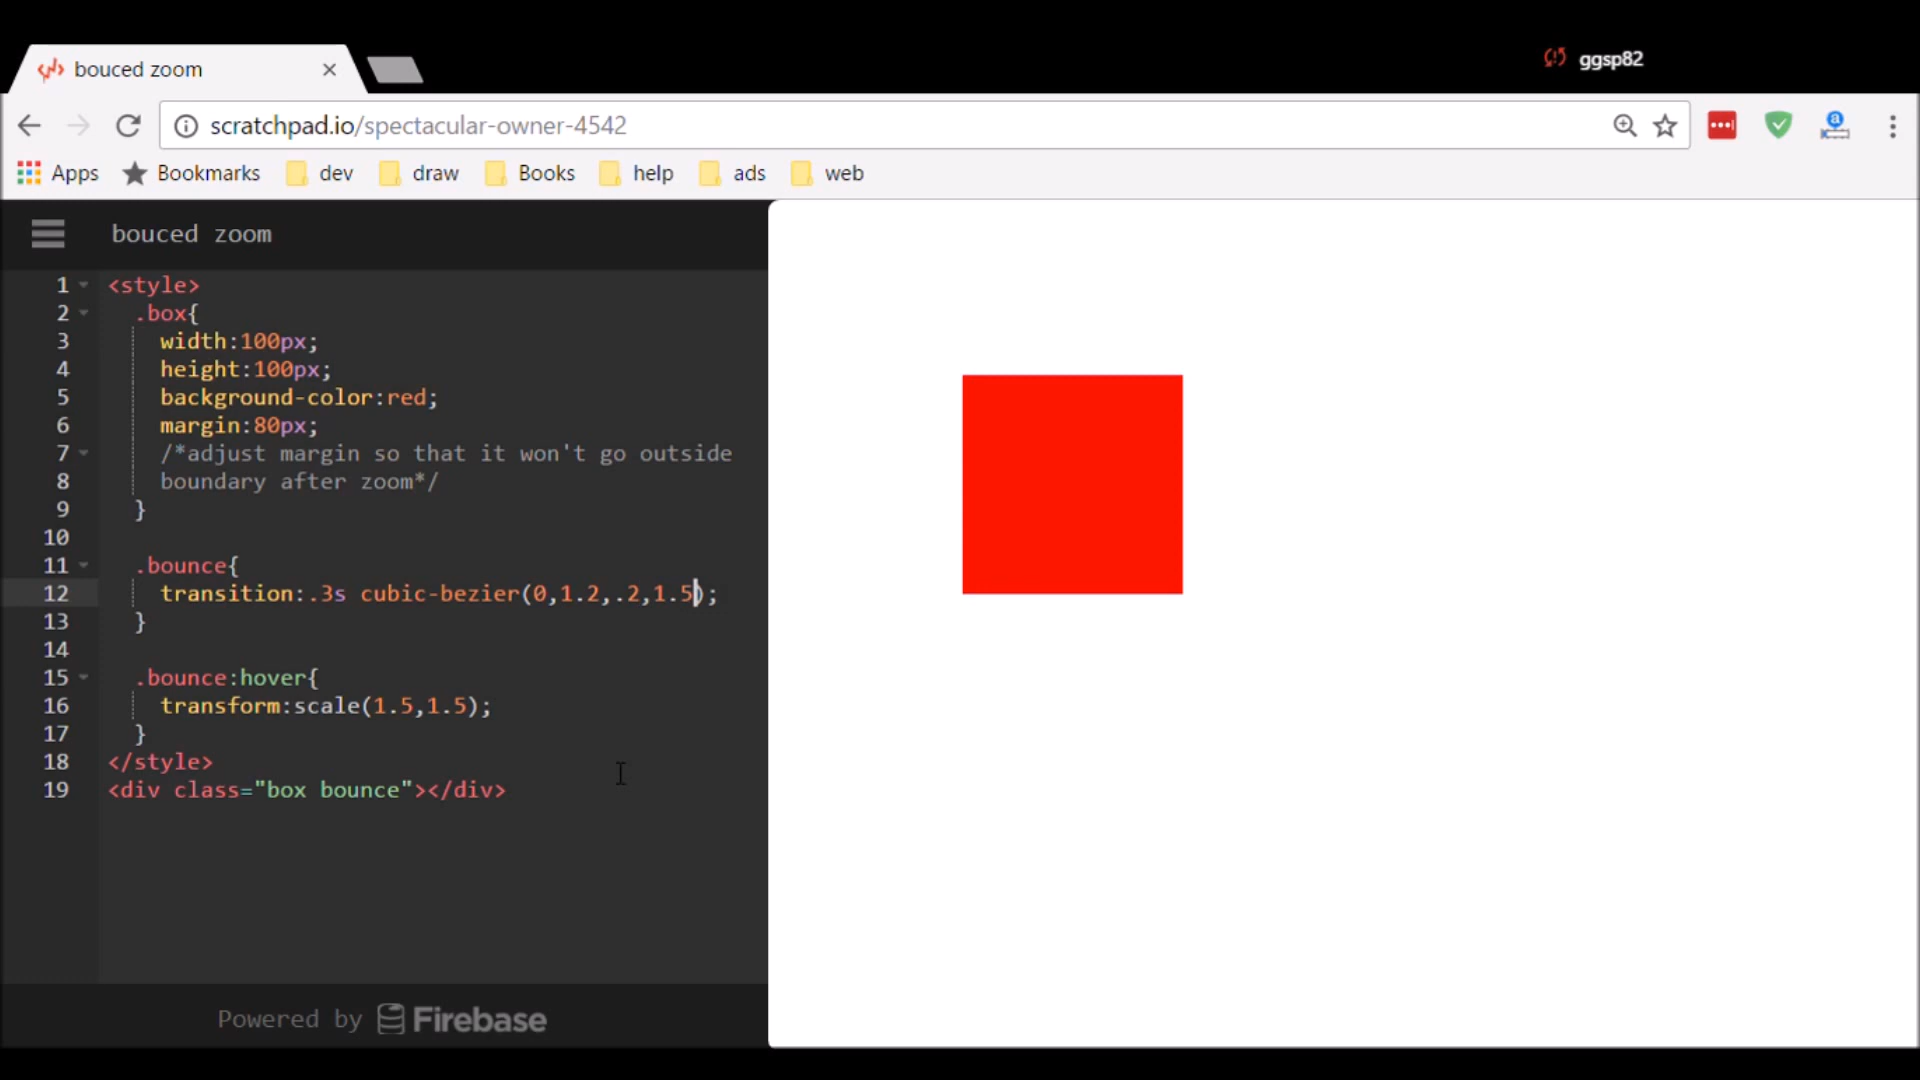 bouced zoom
ggsp82
scratchpad.io/spectacular-owner-4542
Apps Bookmarks dev draw Books help ads web
bouced zoom
1 <style>
2 .box{
3 width:100px;
4 height:100px;
5 background-color:red;
6 margin:80px;
7 /*adjust margin so that it won't go outside
8 boundary after zoom*/
9 }
10
11 .bounce{
12 transition:.3s cubic-bezier(0,1.2,.2,1.5);
13 }
14
15 .bounce:hover{
16 transform:scale(1.5,1.5);
17 }
18 </style>
19 <div class="box bounce"></div>
Powered by Firebase